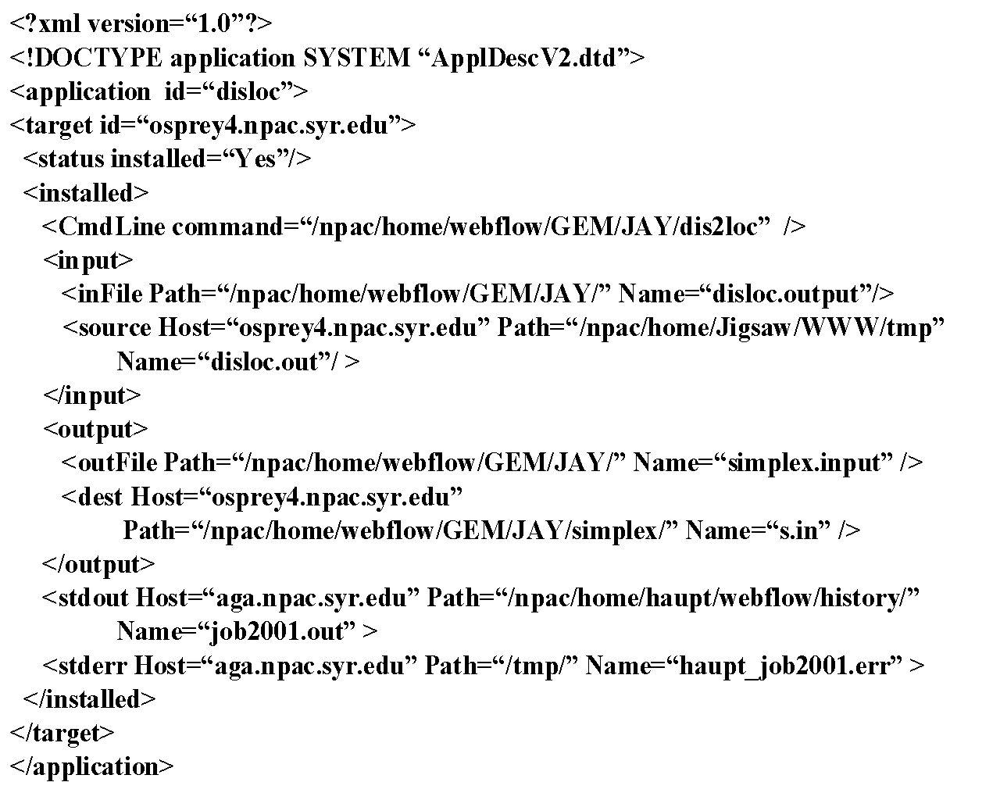 <?xml version=“1.0”?>
<!DOCTYPE application SYSTEM “ApplDescV2.dtd”>
<application  id=“disloc”>
<target id=“osprey4.npac.syr.edu”>
<status installed=“Yes”/>
<installed>
<CmdLine command=“/npac/home/webflow/GEM/JAY/dis2loc”  />
<input>
<inFile Path=“/npac/home/webflow/GEM/JAY/” Name=“disloc.output”/>
<source Host=“osprey4.npac.syr.edu” Path=“/npac/home/Jigsaw/WWW/tmp”
Name=“disloc.out”/ >
</input>
<output>
<outFile Path=“/npac/home/webflow/GEM/JAY/” Name=“simplex.input” />
<dest Host=“osprey4.npac.syr.edu”
Path=“/npac/home/webflow/GEM/JAY/simplex/” Name=“s.in” />
</output>
<stdout Host=“aga.npac.syr.edu” Path=“/npac/home/haupt/webflow/history/”
Name=“job2001.out” >
<stderr Host=“aga.npac.syr.edu” Path=“/tmp/” Name=“haupt_job2001.err” >
</installed>
</target>
</application>